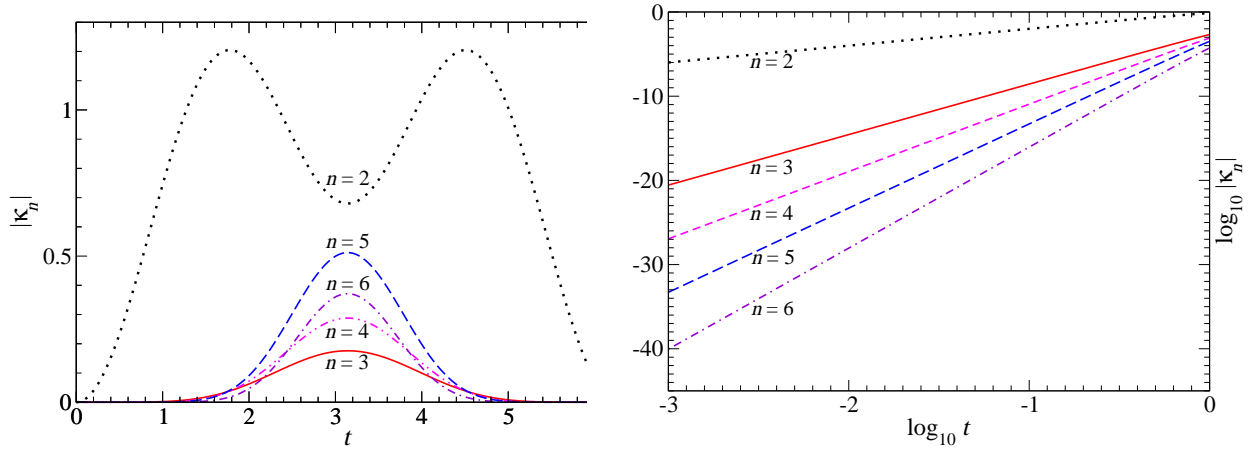 1
0.5
0
|κₙ|
n = 2
n = 5
n = 6
n = 4
n = 3
0 1 2 3 4 5
t
0
-10
-20
-30
-40
n = 2
n = 3
n = 4
n = 5
n = 6
log₁₀ |κₙ|
-3 -2 -1 0
log₁₀ t